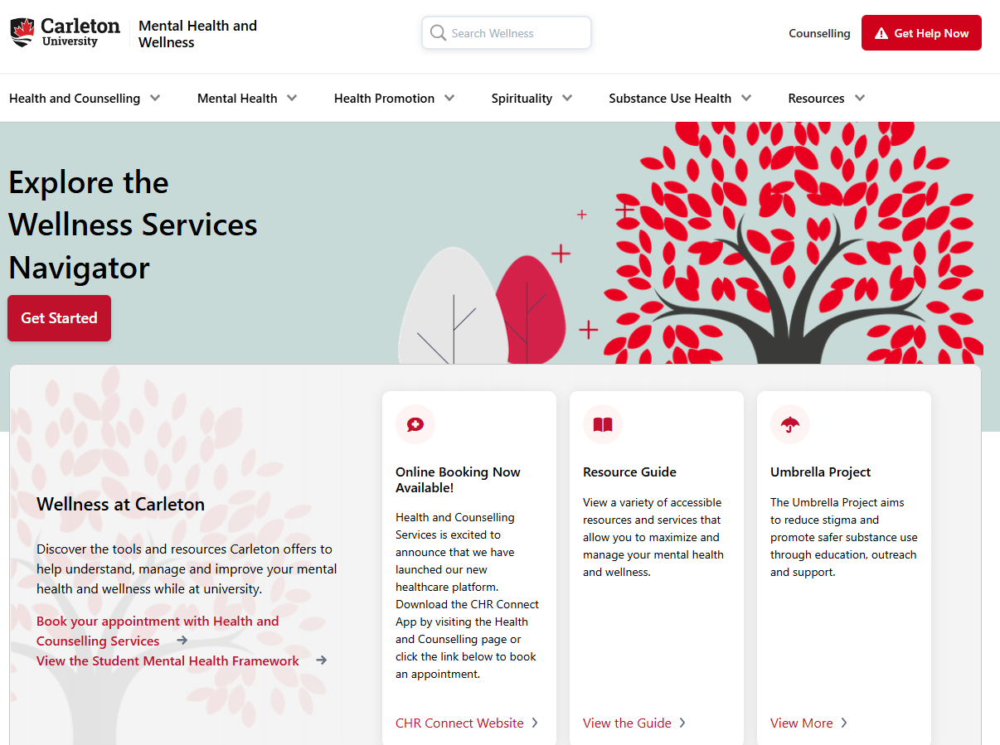 Carleton
University
Mental Health and
Wellness
Search Wellness
Counselling
Get Help Now
Health and Counselling
Mental Health
Health Promotion
Spirituality
Substance Use Health
Resources
Explore the
Wellness Services
Navigator
Get Started
Wellness at Carleton
Discover the tools and resources Carleton offers to
help understand, manage and improve your mental
health and wellness while at university.
Book your appointment with Health and
Counselling Services
View the Student Mental Health Framework
Online Booking Now
Available!
Health and Counselling
Services is excited to
announce that we have
launched our new
healthcare platform.
Download the CHR Connect
App by visiting the Health
and Counselling page or
click the link below to book
an appointment.
CHR Connect Website
Resource Guide
View a variety of accessible
resources and services that
allow you to maximize and
manage your mental health
and wellness.
View the Guide
Umbrella Project
The Umbrella Project aims
to reduce stigma and
promote safer substance use
through education, outreach
and support.
View More